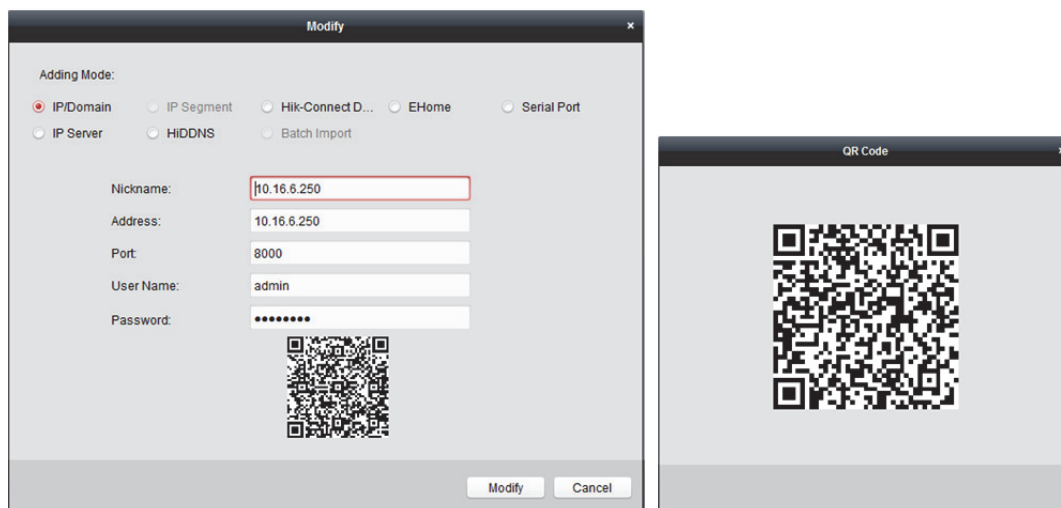 Modify
×
Adding Mode:
IP/Domain IP Segment Hik-Connect D... EHome Serial Port
IP Server HiDDNS Batch Import
Nickname: 10.16.6.250
Address: 10.16.6.250
Port: 8000
User Name: admin
Password: ●●●●●●●●
Modify Cancel
QR Code